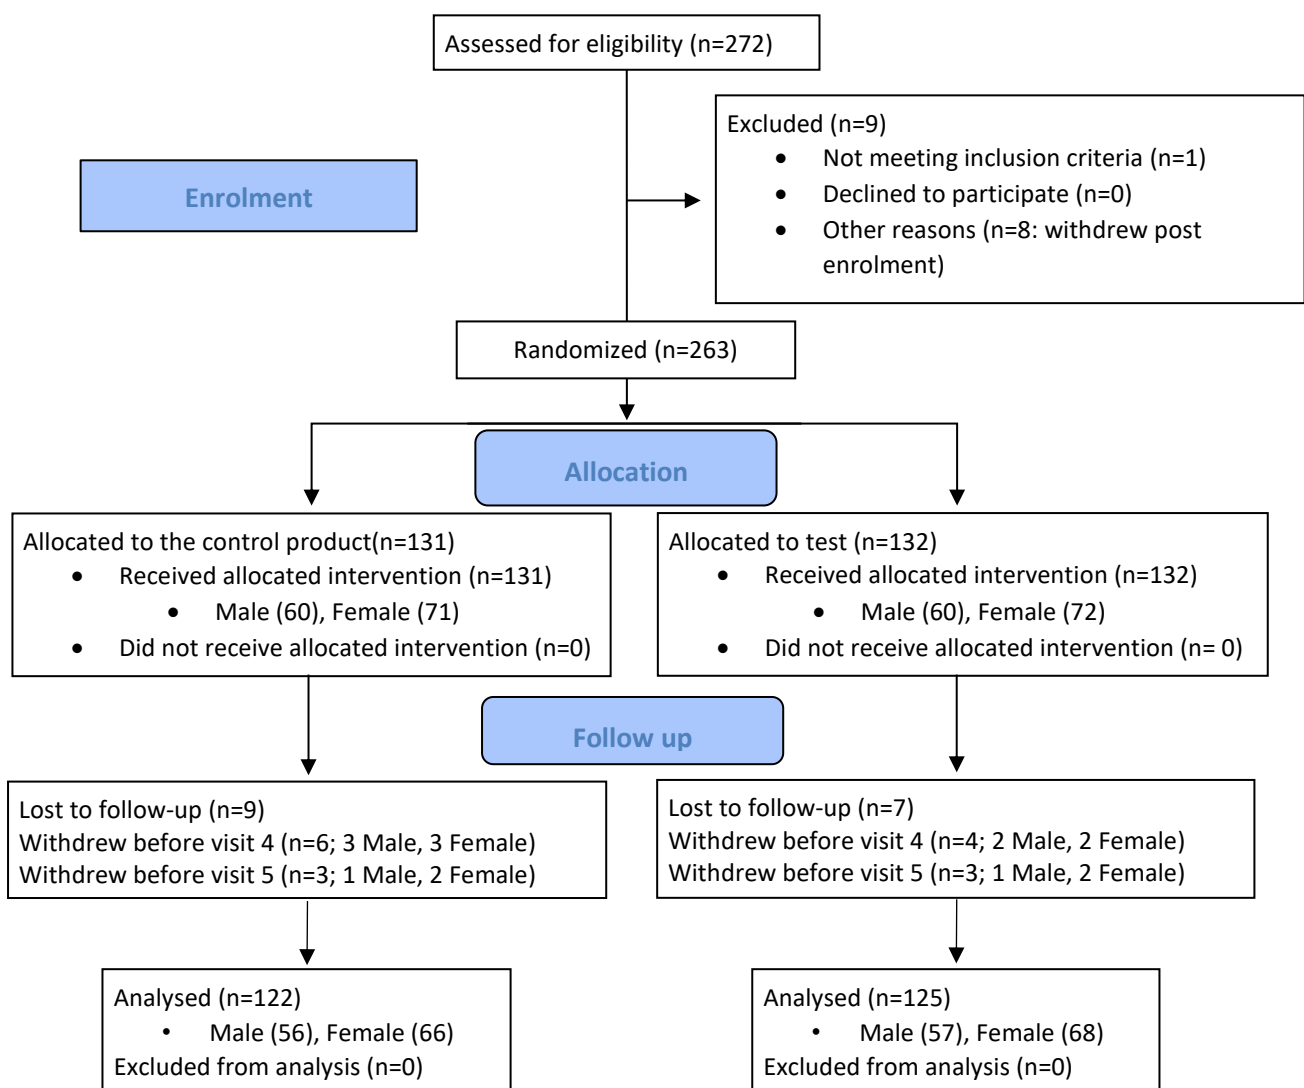 Assessed for eligibility (n=272)
Excluded (n=9)
• Not meeting inclusion criteria (n=1)
• Declined to participate (n=0)
• Other reasons (n=8: withdrew post
enrolment)
Enrolment
Randomized (n=263)
Allocation
Allocated to the control product(n=131)
• Received allocated intervention (n=131)
• Male (60), Female (71)
• Did not receive allocated intervention (n=0)
Allocated to test (n=132)
• Received allocated intervention (n=132)
• Male (60), Female (72)
• Did not receive allocated intervention (n= 0)
Follow up
Lost to follow-up (n=9)
Withdrew before visit 4 (n=6; 3 Male, 3 Female)
Withdrew before visit 5 (n=3; 1 Male, 2 Female)
Lost to follow-up (n=7)
Withdrew before visit 4 (n=4; 2 Male, 2 Female)
Withdrew before visit 5 (n=3; 1 Male, 2 Female)
Analysed (n=122)
• Male (56), Female (66)
Excluded from analysis (n=0)
Analysed (n=125)
• Male (57), Female (68)
Excluded from analysis (n=0)